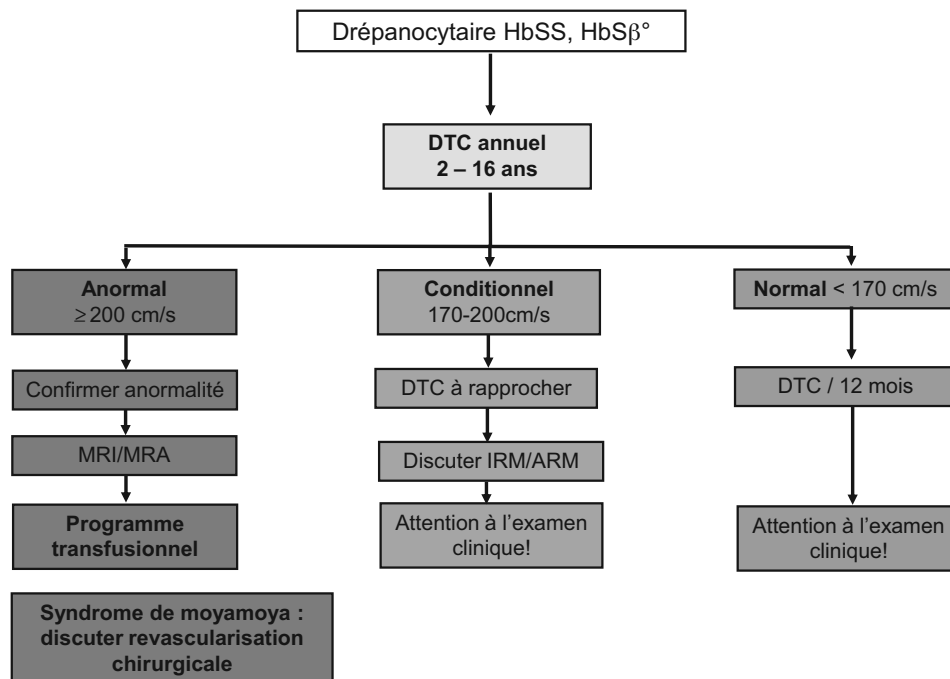 Drépanocytaire HbSS, HbSβ°
DTC annuel
2 – 16 ans
Anormal
≥ 200 cm/s
Conditionnel
170-200cm/s
Normal < 170 cm/s
Confirmer anormalité
DTC à rapprocher
DTC / 12 mois
MRI/MRA
Discuter IRM/ARM
Programme
transfusionnel
Attention à l’examen
clinique!
Attention à l’examen
clinique!
Syndrome de moyamoya :
discuter revascularisation
chirurgicale